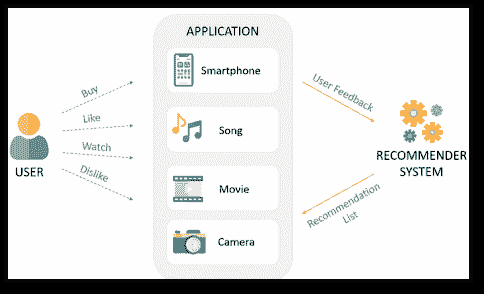 APPLICATION
Smartphone
Buy
User Feedback
Like
Song
Watch
USER
RECOMMENDER
SYSTEM
Dislike
Movie
Recommendation
List
Camera